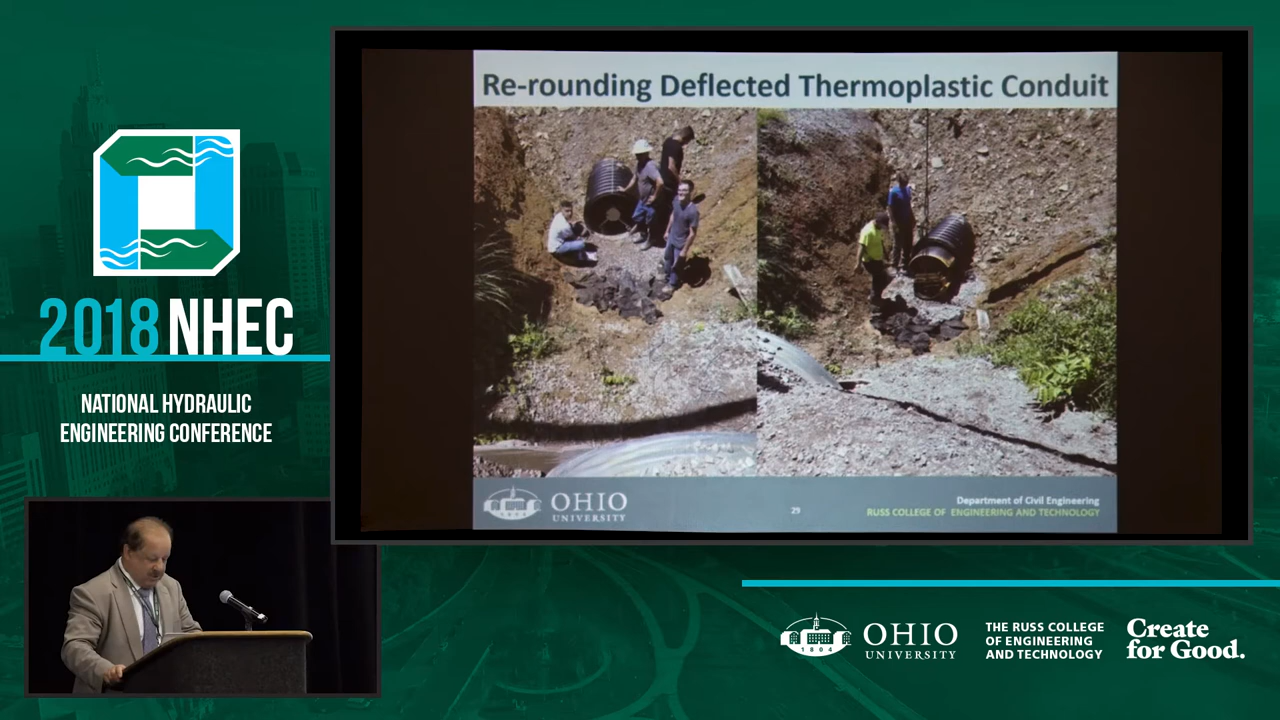 2018 NHEC
NATIONAL HYDRAULIC
ENGINEERING CONFERENCE
Re-rounding Deflected Thermoplastic Conduit
OHIO
UNIVERSITY
29
Department of Civil Engineering
RUSS COLLEGE OF ENGINEERING AND TECHNOLOGY
1804
OHIO
UNIVERSITY
THE RUSS COLLEGE
OF ENGINEERING
AND TECHNOLOGY
Create
for Good.